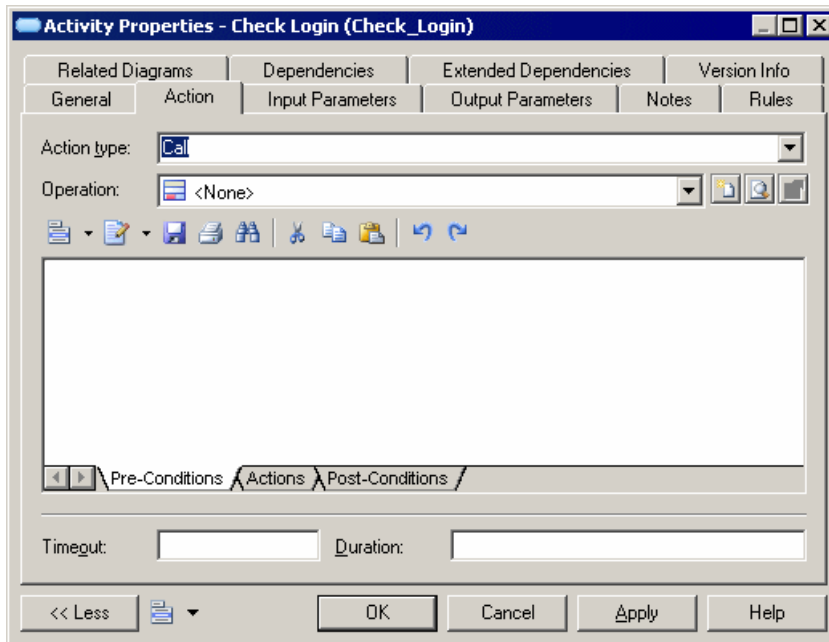 Activity Properties - Check Login (Check_Login)
Related Diagrams Dependencies Extended Dependencies Version Info
General Action Input Parameters Output Parameters Notes Rules
Action type: Call
Operation: <None>
Pre-Conditions Actions Post-Conditions
Timeout: Duration:
<< Less OK Cancel Apply Help